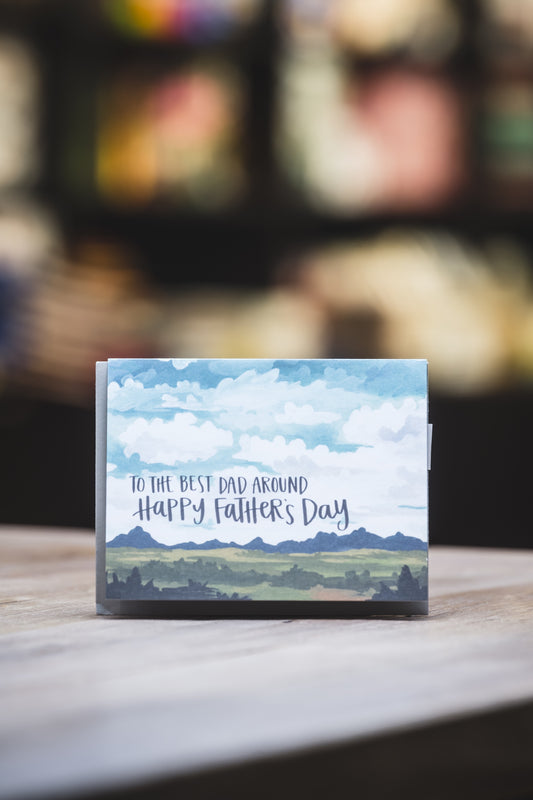 TO THE BEST DAD AROUND
HAPPY FATHER'S DAY